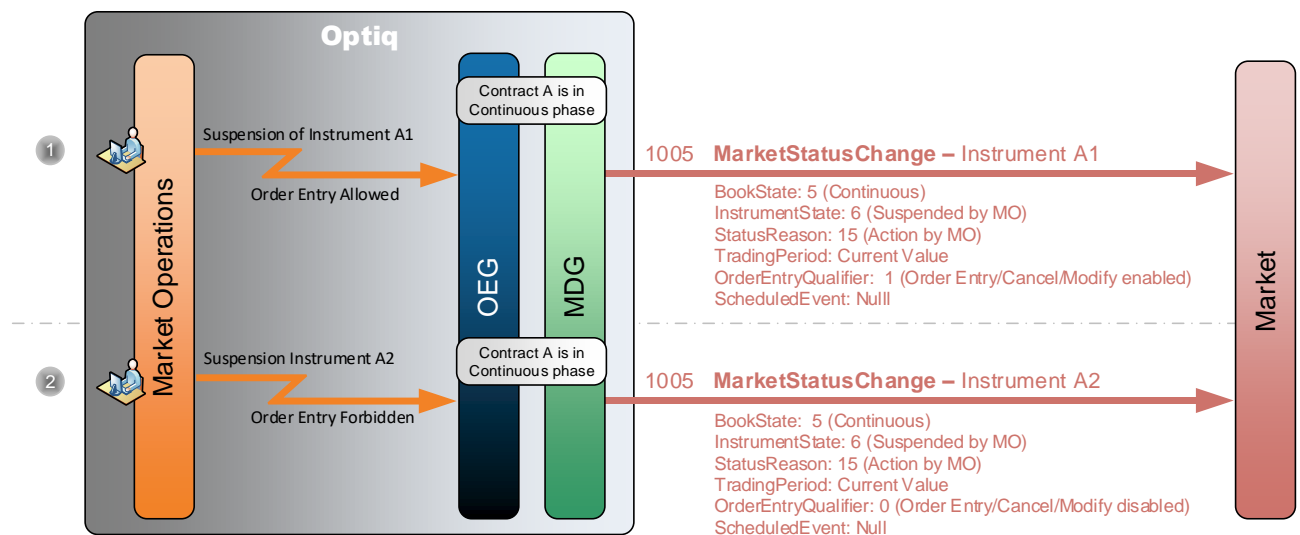 Optiq
Market Operations
OEG
MDG
Market
Contract A is in
Continuous phase
1
Suspension of Instrument A1
Order Entry Allowed
1005 MarketStatusChange – Instrument A1
BookState: 5 (Continuous)
InstrumentState: 6 (Suspended by MO)
StatusReason: 15 (Action by MO)
TradingPeriod: Current Value
OrderEntryQualifier: 1 (Order Entry/Cancel/Modify enabled)
ScheduledEvent: Nulll
Contract A is in
Continuous phase
2
Suspension Instrument A2
Order Entry Forbidden
1005 MarketStatusChange – Instrument A2
BookState: 5 (Continuous)
InstrumentState: 6 (Suspended by MO)
StatusReason: 15 (Action by MO)
TradingPeriod: Current Value
OrderEntryQualifier: 0 (Order Entry/Cancel/Modify disabled)
ScheduledEvent: Null